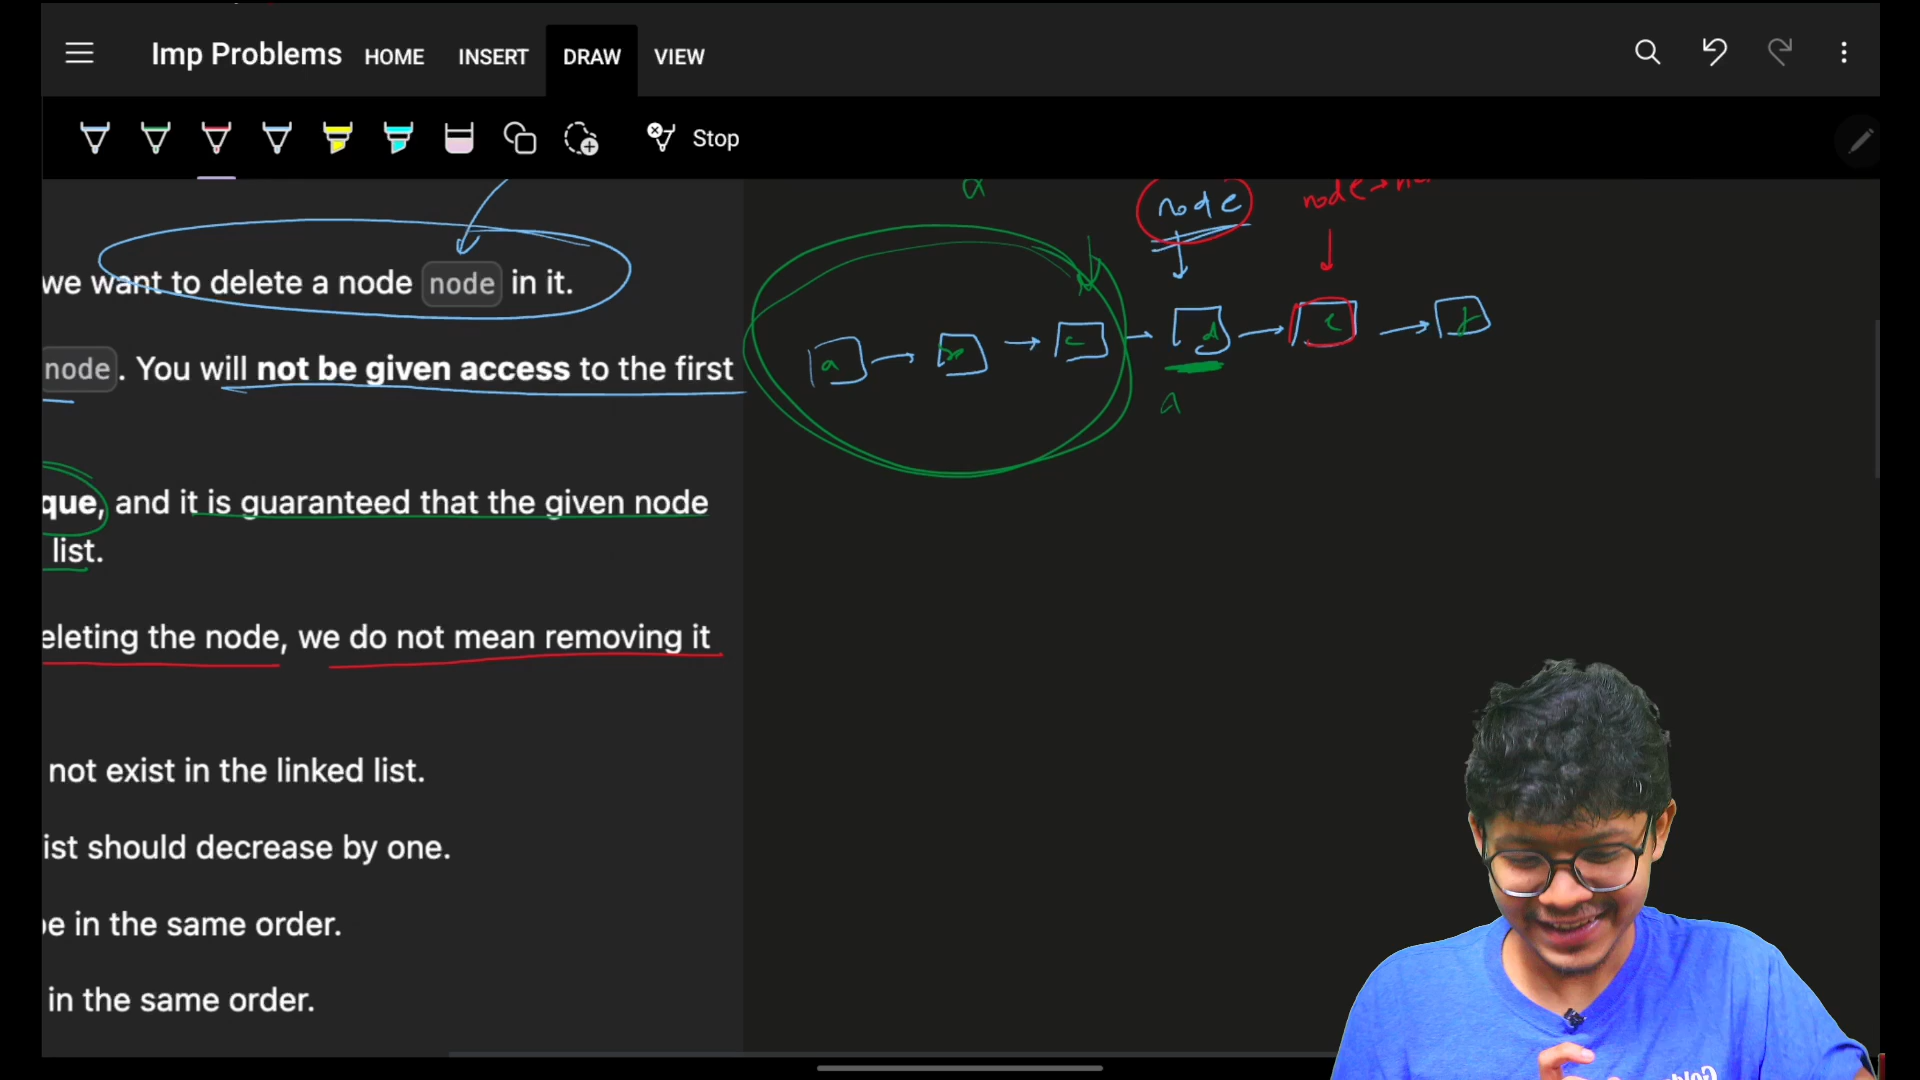 Imp Problems HOME INSERT DRAW VIEW
Stop
we want to delete a node node in it.
node. You will not be given access to the first
que, and it is guaranteed that the given node
list.
eleting the node, we do not mean removing it
not exist in the linked list.
ist should decrease by one.
be in the same order.
in the same order.
a
node node→
a c d e f
a